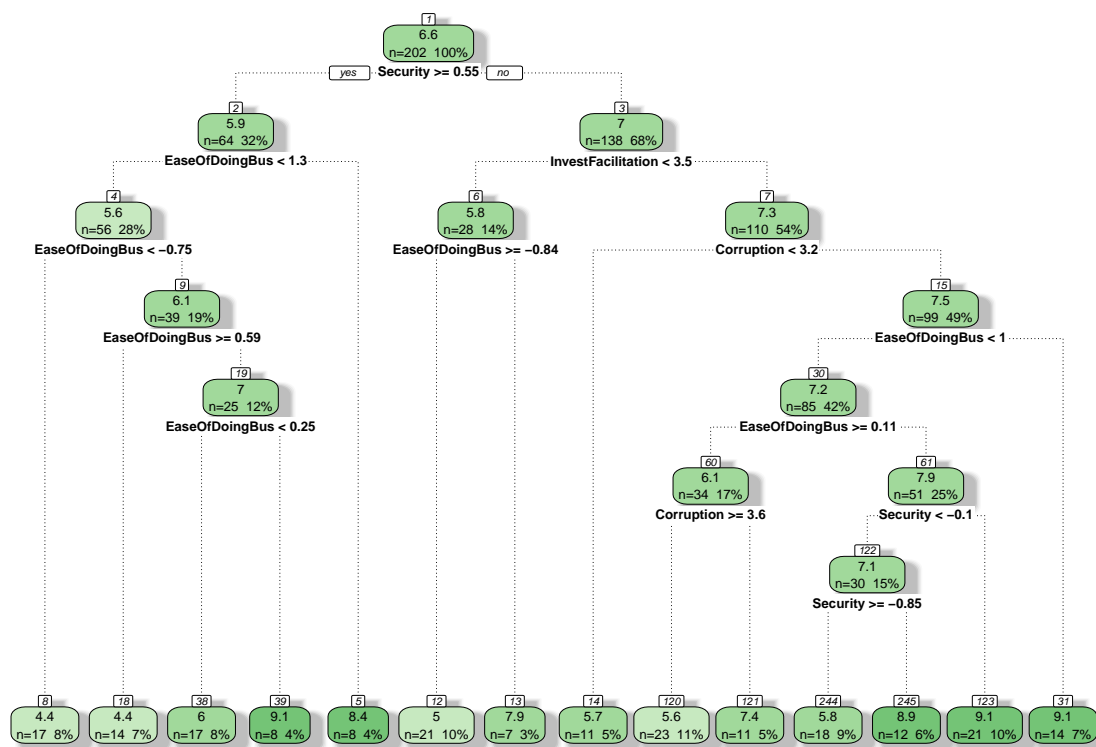 1
6.6
n=202 100%
yes Security >= 0.55 no
2 3
5.9 7
n=64 32% n=138 68%
EaseOfDoingBus < 1.3 InvestFacilitation < 3.5
4 6 7
5.6 5.8 7.3
n=56 28% n=28 14% n=110 54%
EaseOfDoingBus < −0.75 EaseOfDoingBus >= −0.84 Corruption < 3.2
9 15
6.1 7.5
n=39 19% n=99 49%
EaseOfDoingBus >= 0.59 EaseOfDoingBus < 1
19 30
7 7.2
n=25 12% n=85 42%
EaseOfDoingBus < 0.25 EaseOfDoingBus >= 0.11
60 61
6.1 7.9
n=34 17% n=51 25%
Corruption >= 3.6 Security < −0.1
122
7.1
n=30 15%
Security >= −0.85
8 18 38 39 5 12 13 14 120 121 244 245 123 31
4.4 4.4 6 9.1 8.4 5 7.9 5.7 5.6 7.4 5.8 8.9 9.1 9.1
n=17 8% n=14 7% n=17 8% n=8 4% n=8 4% n=21 10% n=7 3% n=11 5% n=23 11% n=11 5% n=18 9% n=12 6% n=21 10% n=14 7%